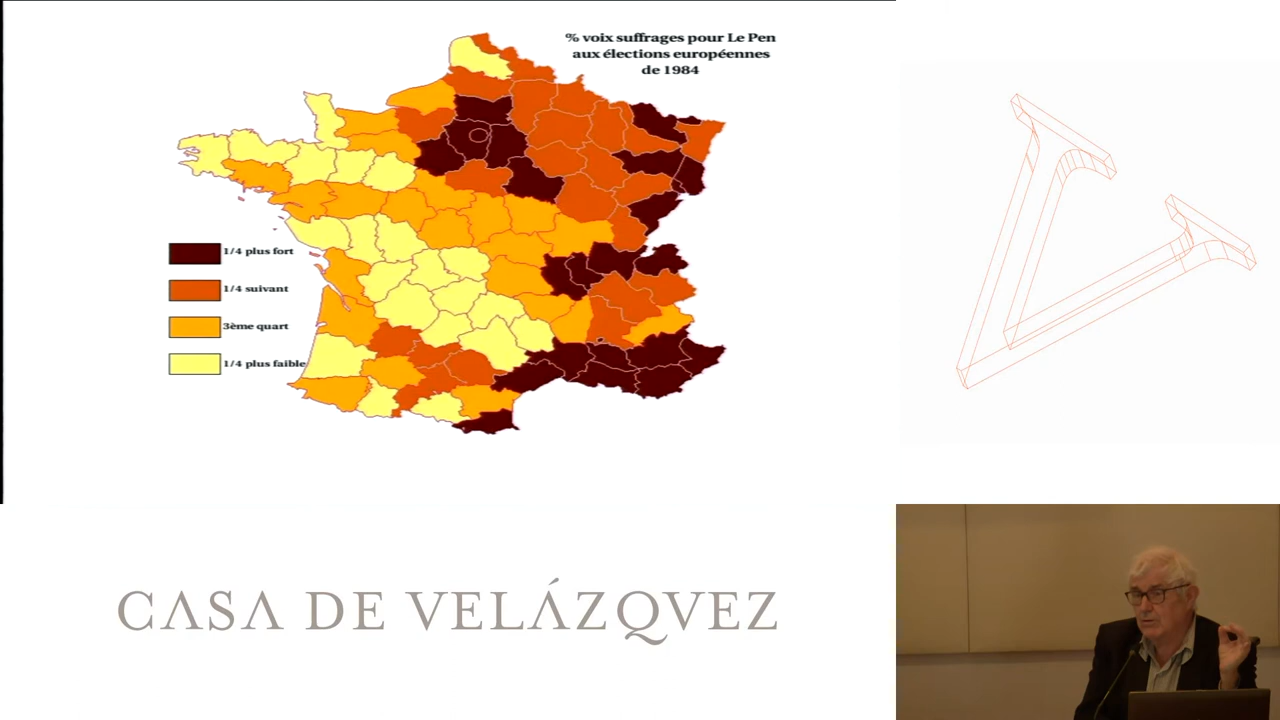 % voix suffrages pour Le Pen
aux élections européennes
de 1984
1/4 plus fort
1/4 suivant
3ème quart
1/4 plus faible
CASA DE VELÁZQVEZ